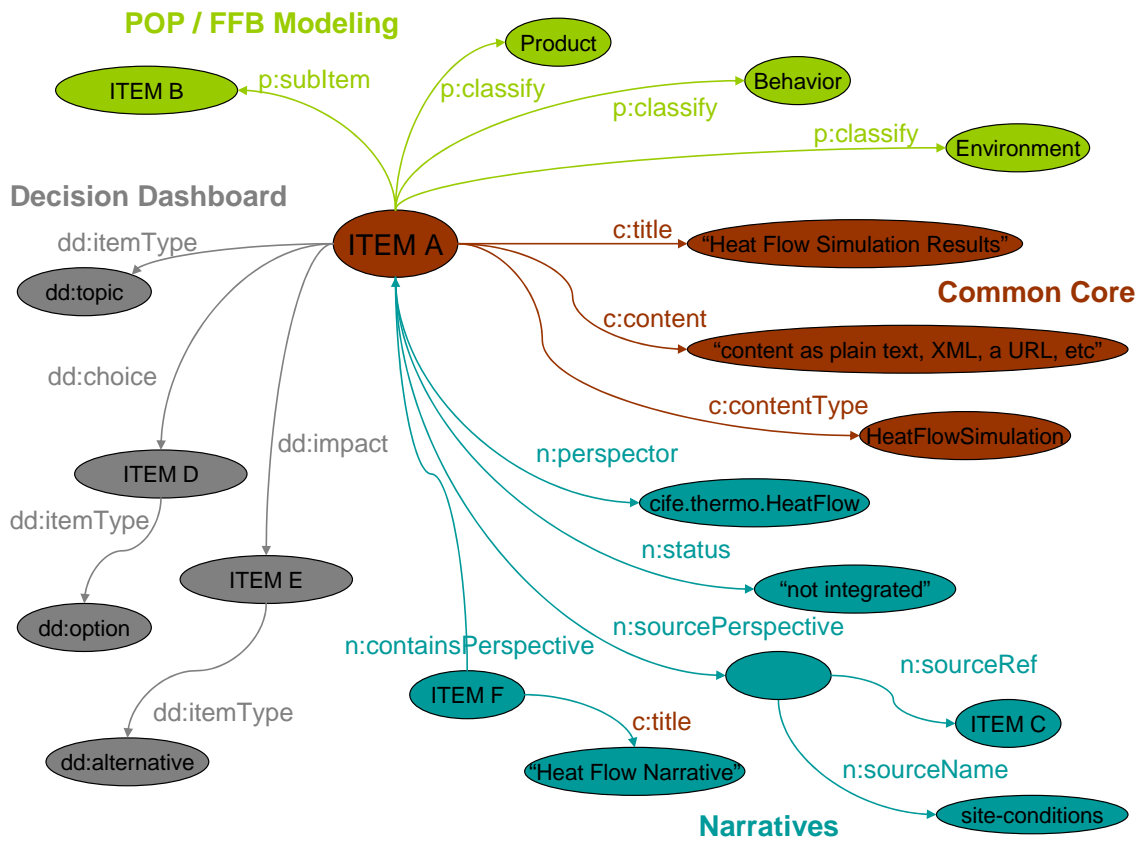 POP / FFB Modeling
Product
p:subItem
ITEM B
p:classify
Behavior
p:classify
p:classify
Environment
Decision Dashboard
dd:itemType
ITEM A
c:title
“Heat Flow Simulation Results”
dd:topic
Common Core
c:content
“content as plain text, XML, a URL, etc”
dd:choice
c:contentType
HeatFlowSimulation
dd:impact
n:perspector
ITEM D
cife.thermo.HeatFlow
dd:itemType
n:status
ITEM E
“not integrated”
dd:option
n:sourcePerspective
n:containsPerspective
n:sourceRef
ITEM F
dd:itemType
c:title
ITEM C
dd:alternative
“Heat Flow Narrative”
n:sourceName
site-conditions
Narratives